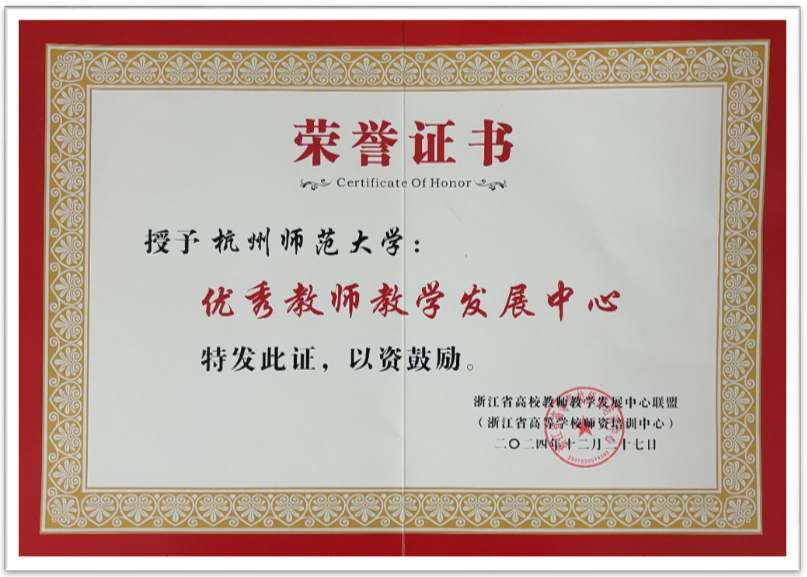 荣誉证书
Certificate Of Honor
授予 杭州师范大学：
优秀教师教学发展中心
特发此证，以资鼓励。
浙江省高校教师教学发展中心联盟
（浙江省高等学校师资培训中心）
二〇二四年十二月二十七日